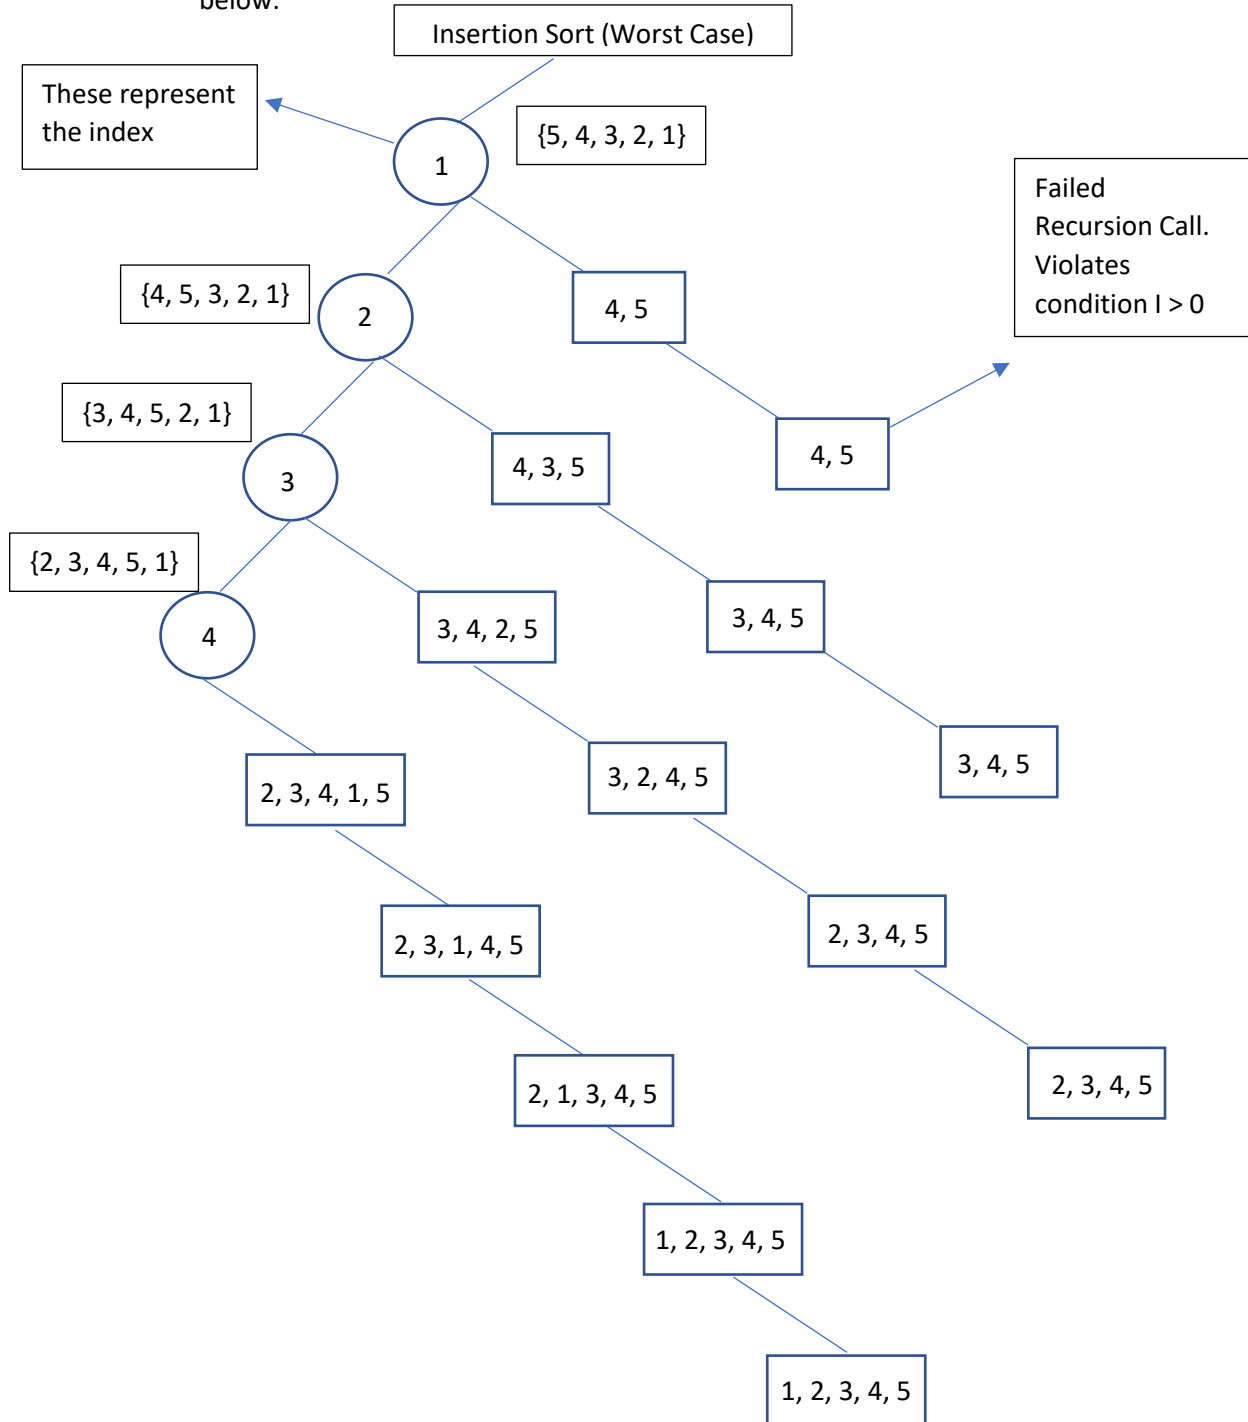 below.
Insertion Sort (Worst Case)
These represent
the index
{5, 4, 3, 2, 1}
1
Failed
Recursion Call.
Violates
condition I > 0
{4, 5, 3, 2, 1}
2
4, 5
{3, 4, 5, 2, 1}
3
4, 3, 5
4, 5
{2, 3, 4, 5, 1}
4
3, 4, 2, 5
3, 4, 5
2, 3, 4, 1, 5
3, 2, 4, 5
3, 4, 5
2, 3, 1, 4, 5
2, 3, 4, 5
2, 1, 3, 4, 5
2, 3, 4, 5
1, 2, 3, 4, 5
1, 2, 3, 4, 5